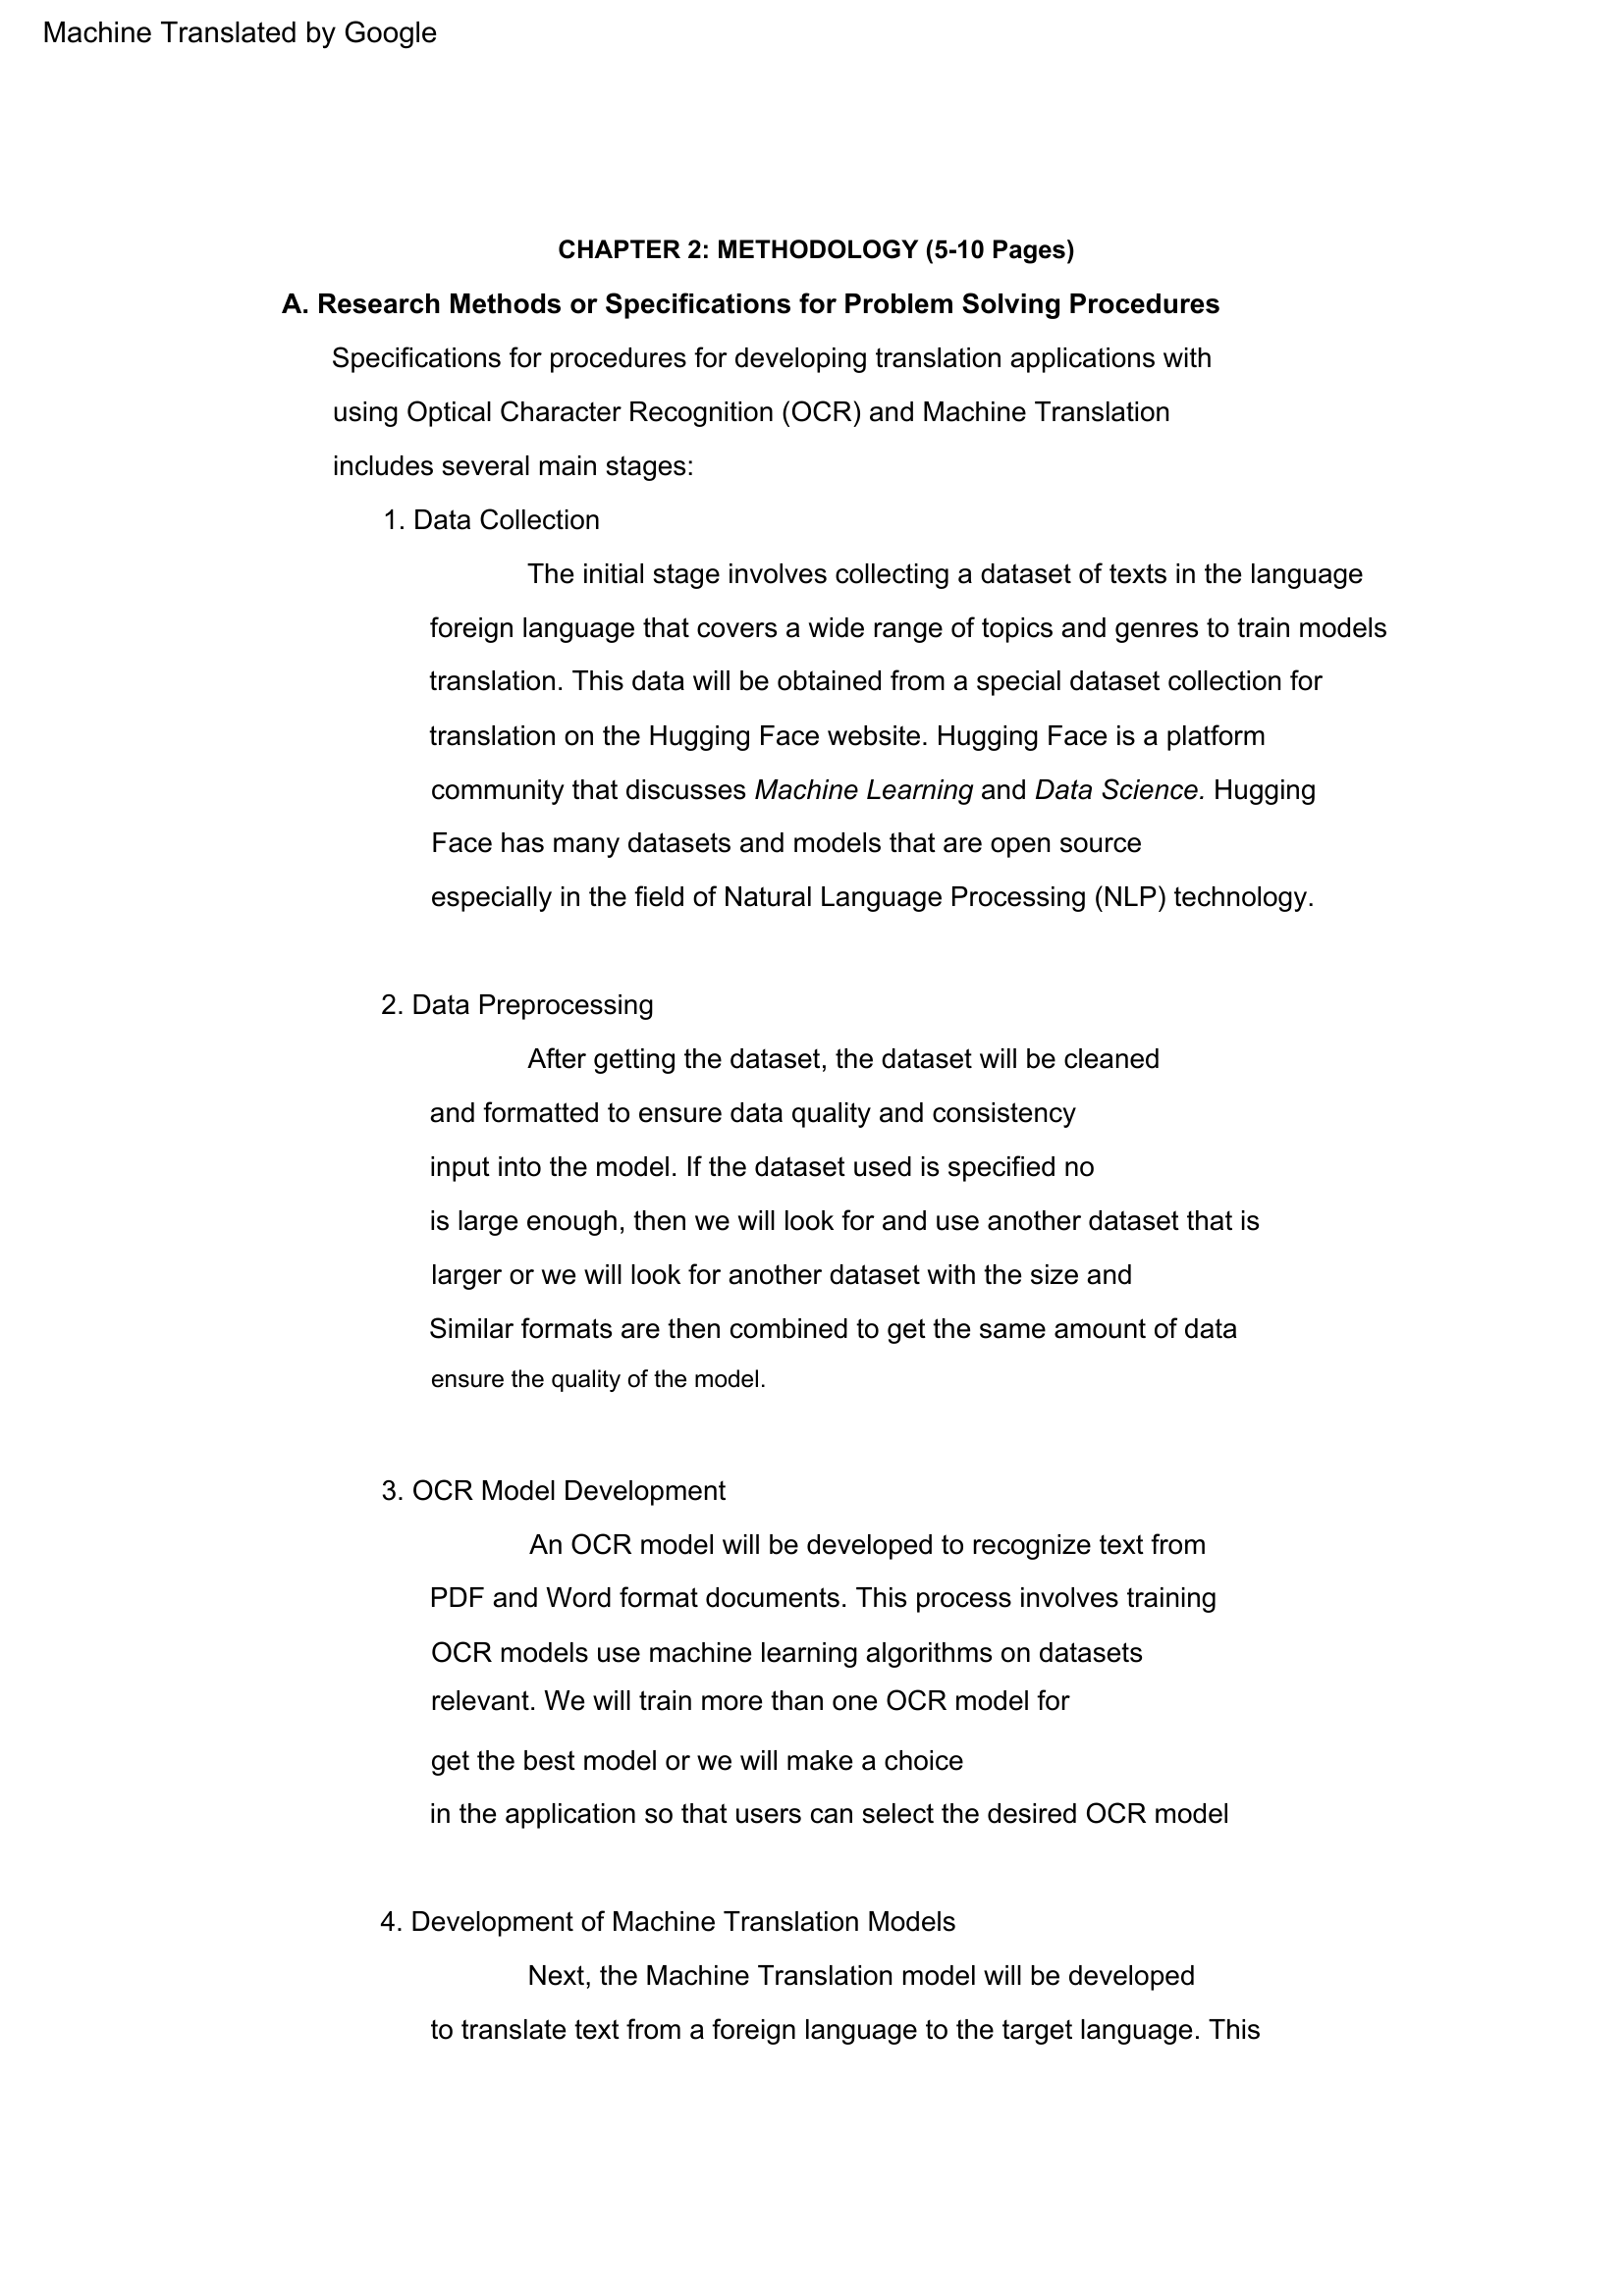 Machine Translated by Google
CHAPTER 2: METHODOLOGY (5-10 Pages)
A. Research Methods or Specifications for Problem Solving Procedures
Specifications for procedures for developing translation applications with
using Optical Character Recognition (OCR) and Machine Translation
includes several main stages:
1. Data Collection
The initial stage involves collecting a dataset of texts in the language
foreign language that covers a wide range of topics and genres to train models
translation. This data will be obtained from a special dataset collection for
translation on the Hugging Face website. Hugging Face is a platform
community that discusses Machine Learning and Data Science. Hugging
Face has many datasets and models that are open source
especially in the field of Natural Language Processing (NLP) technology.
2. Data Preprocessing
After getting the dataset, the dataset will be cleaned
and formatted to ensure data quality and consistency
input into the model. If the dataset used is specified no
is large enough, then we will look for and use another dataset that is
larger or we will look for another dataset with the size and
Similar formats are then combined to get the same amount of data
ensure the quality of the model.
3. OCR Model Development
An OCR model will be developed to recognize text from
PDF and Word format documents. This process involves training
OCR models use machine learning algorithms on datasets
relevant. We will train more than one OCR model for
get the best model or we will make a choice
in the application so that users can select the desired OCR model
4. Development of Machine Translation Models
Next, the Machine Translation model will be developed
to translate text from a foreign language to the target language. This